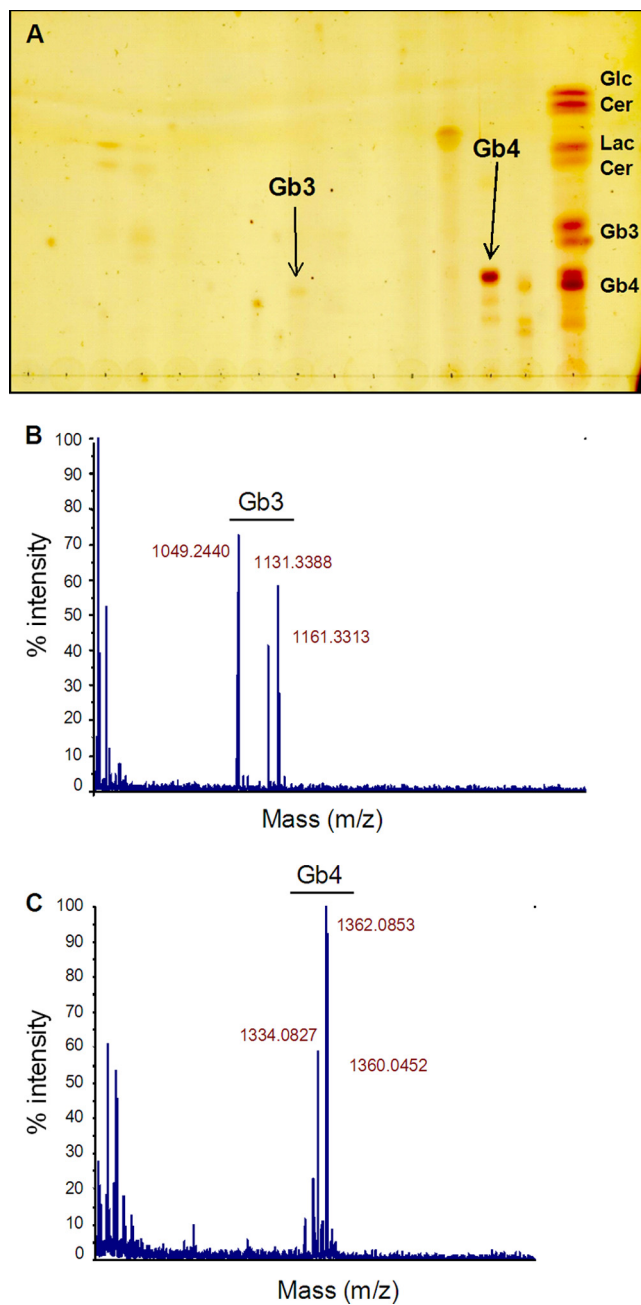 A
Glc
Cer
Lac
Cer
Gb4
Gb3
Gb3
Gb4
B
Gb3
100
90
80
70
60
50
40
30
20
10
0
% intensity
1049.2440
1131.3388
1161.3313
Mass (m/z)
Gb4
C
100
90
80
70
60
50
40
30
20
10
0
% intensity
1362.0853
1334.0827
1360.0452
Mass (m/z)